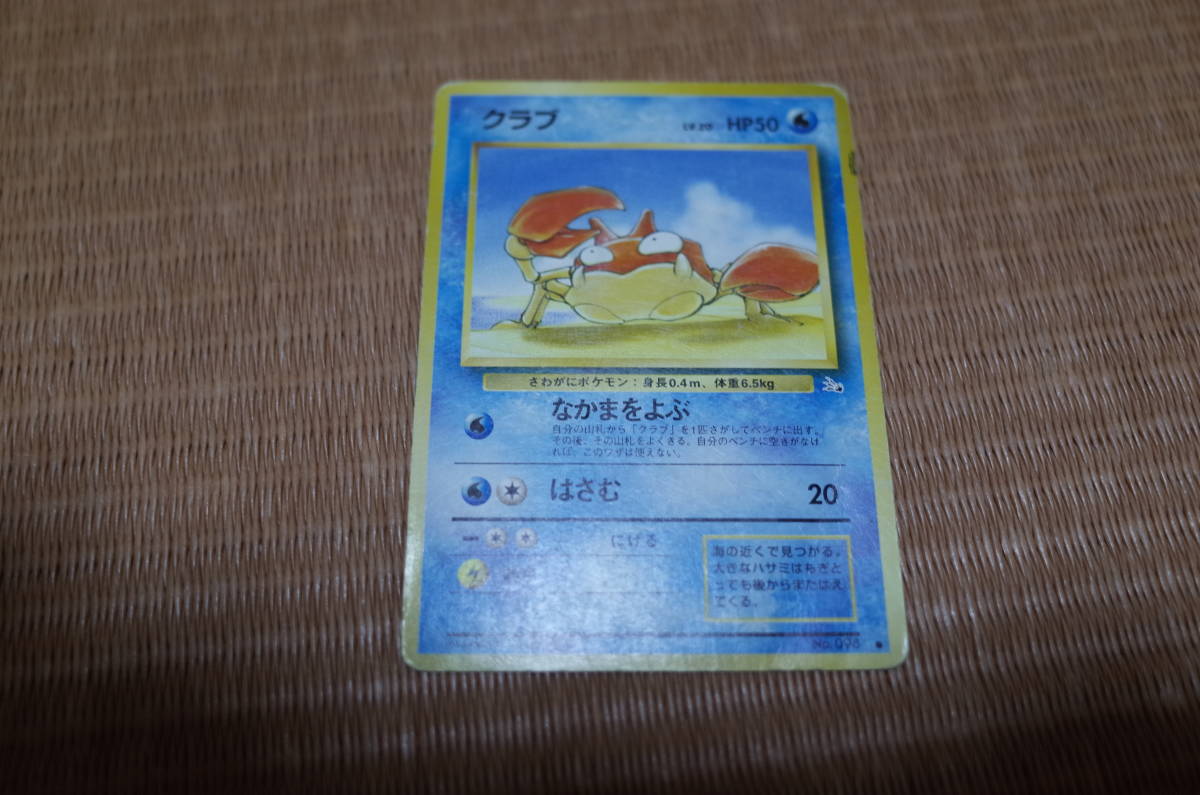 クラブ LV.20 HP50
さわがにポケモン：身長0.4m、体重6.5kg
なかまをよぶ
自分の山札から「クラブ」を1匹さがしてベンチに出す。
その後、その山札をよくきる。自分のベンチに空きがなけ
れば、このワザは使えない。
はさむ 20
にげる
海の近くで見つかる。
大きなハサミはもぎと
っても後からまたはえ
てくる。
No.098